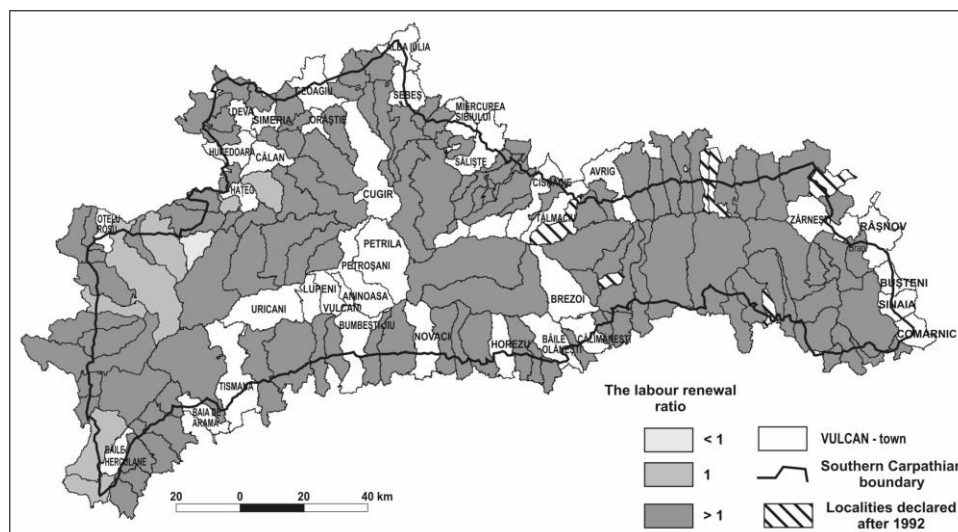 ALBA IULIA
GEOAGIU
SEBEȘ
MIERCUREA
SIBIULUI
DEVA
SIMERIA
ORĂȘTIE
HUNEDOARA
CĂLAN
SĂLIȘTE
AVRIG
CISNĂDIE
HAȚEG
CUGIR
TĂLMACIU
ZĂRNEȘTI
RÂȘNOV
OȚELU
ROȘU
Bran
PETRILA
PETROȘANI
BUȘTENI
LUPENI
ANINOASA
BREZOI
SINAIA
URICANI
VULCAN
BUMBEȘTI JIU
NOVACI
HOREZU
BĂILE
OLĂNEȘTI
CĂLIMĂNEȘTI
COMARNIC
TISMANA
BAIA DE
ARAMA
BĂILE
HERCULANE
The labour renewal
ratio
< 1
VULCAN - town
1
Southern Carpathian
boundary
> 1
Localities declared
after 1992
20 0 20 40 km